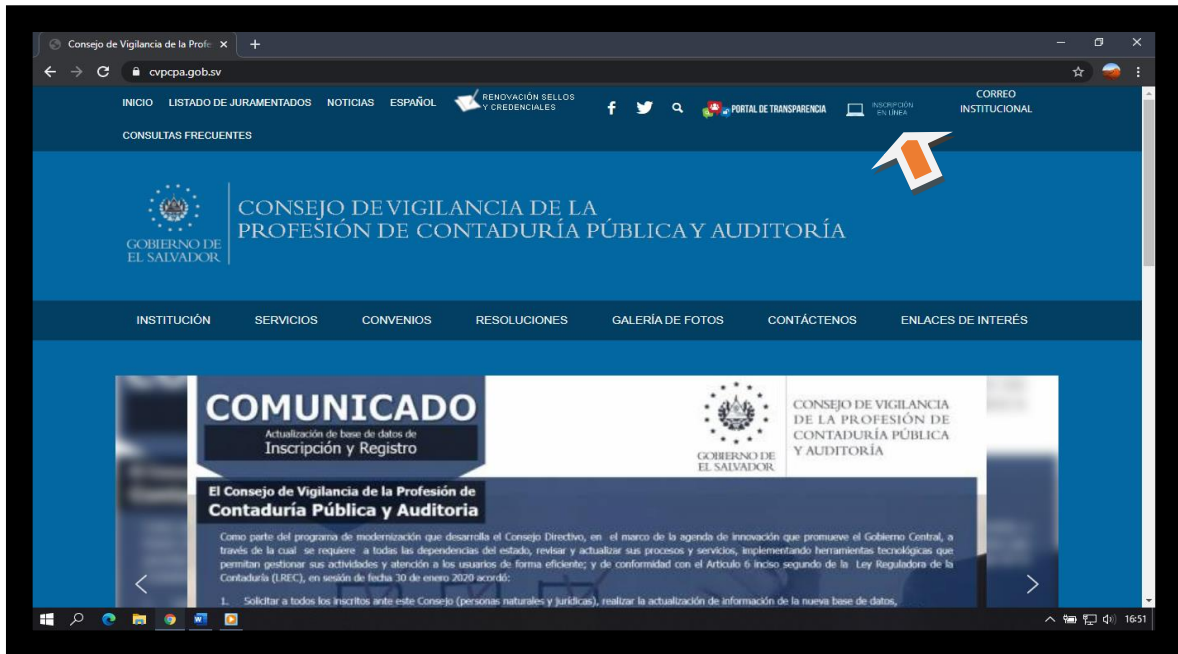 Consejo de Vigilancia de la Profe
cvpcpa.gob.sv
INICIO LISTADO DE JURAMENTADOS NOTICIAS ESPAÑOL RENOVACIÓN SELLOS Y CREDENCIALES PORTAL DE TRANSPARENCIA INSCRIPCIÓN EN LÍNEA CORREO INSTITUCIONAL
CONSULTAS FRECUENTES
GOBIERNO DE
EL SALVADOR
CONSEJO DE VIGILANCIA DE LA
PROFESIÓN DE CONTADURÍA PÚBLICA Y AUDITORÍA
INSTITUCIÓN SERVICIOS CONVENIOS RESOLUCIONES GALERÍA DE FOTOS CONTÁCTENOS ENLACES DE INTERÉS
COMUNICADO
Actualización de base de datos de
Inscripción y Registro
GOBIERNO DE
EL SALVADOR
CONSEJO DE VIGILANCIA
DE LA PROFESIÓN DE
CONTADURÍA PÚBLICA
Y AUDITORÍA
El Consejo de Vigilancia de la Profesión de
Contaduría Pública y Auditoria
Como parte del programa de modernización que desarrolla el Consejo Directivo, en el marco de la agenda de innovación que promueve el Gobierno Central, a
través de la cual se requiere a todas las dependencias del estado, revisar y actualizar sus procesos y servicios, implementando herramientas tecnológicas que
permitan gestionar sus actividades y atención a los usuarios de forma eficiente; y de conformidad con el Articulo 6 inciso segundo de la Ley Reguladora de la
Contaduría (LREC), en sesión de fecha 30 de enero 2020 acordó:
1. Solicitar a todos los inscritos ante este Consejo (personas naturales y jurídicas), realizar la actualización de información de la nueva base de datos,
16:51